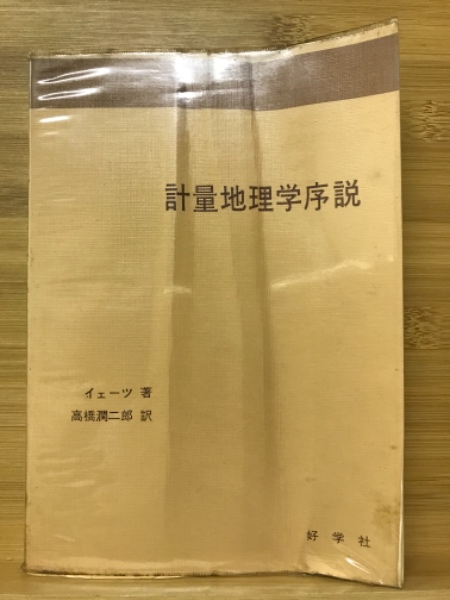 計量地理学序説
イェーツ 著
高橋潤二郎 訳
好学社